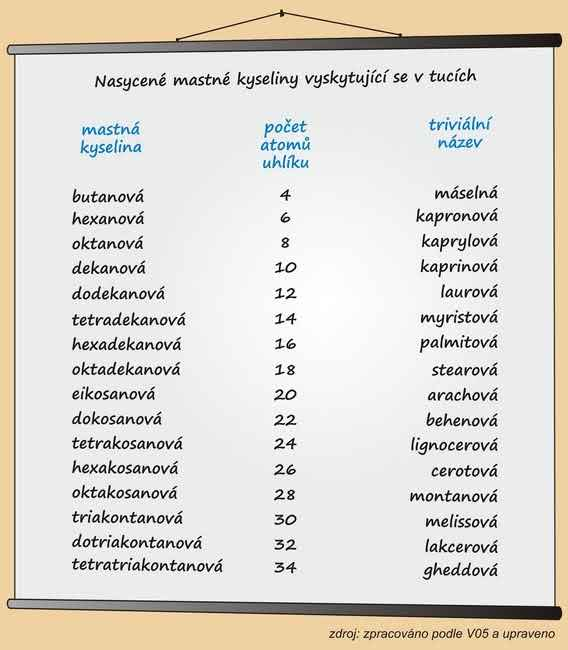 Nasycené mastné kyseliny vyskytující se v tucích
mastná kyselina
počet atomů uhlíku
triviální název
butanová 4 máselná
hexanová 6 kapronová
oktanová 8 kaprylová
dekanová 10 kaprinová
dodekanová 12 laurová
tetradekanová 14 myristová
hexadekanová 16 palmitová
oktadekanová 18 stearová
eikosanová 20 arachová
dokosanová 22 behenová
tetrakosanová 24 lignocerová
hexakosanová 26 cerotová
oktakosanová 28 montanová
triakontanová 30 melissová
dotriakontanová 32 lakcerová
tetratriakontanová 34 gheddová
zdroj: zpracováno podle V05 a upraveno